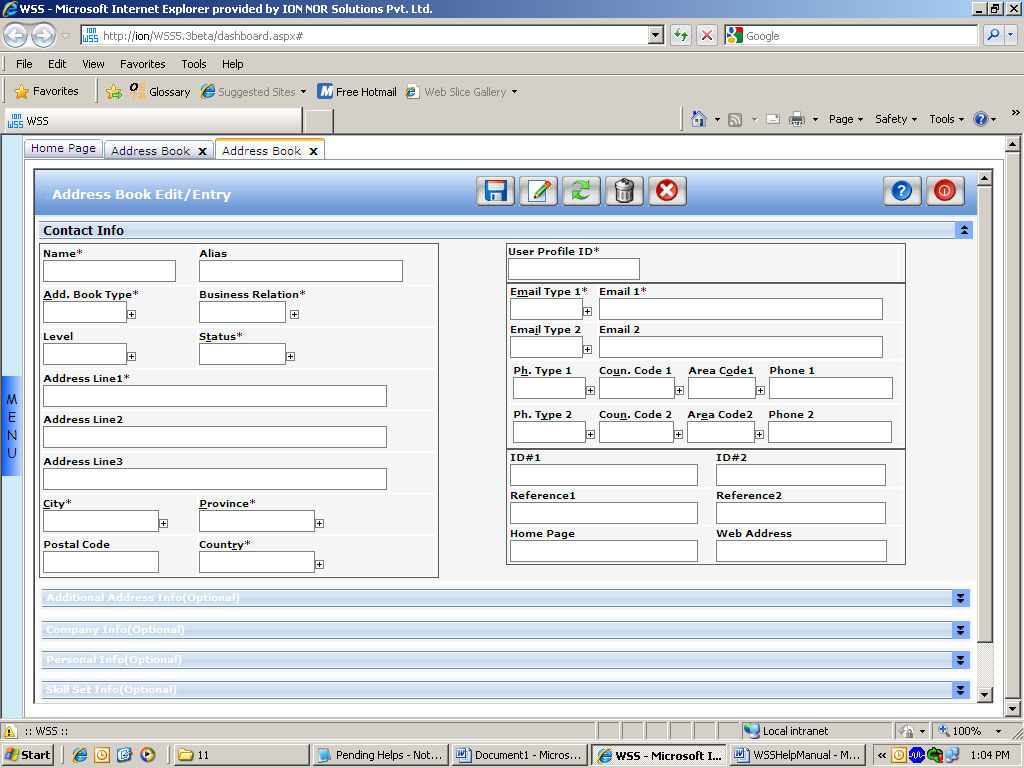 WSS - Microsoft Internet Explorer provided by ION NOR Solutions Pvt. Ltd.
ion WSS http://ion/WSS5.3beta/dashboard.aspx# Google
File Edit View Favorites Tools Help
Favorites Glossary Suggested Sites Free Hotmail Web Slice Gallery
ion WSS WSS Page Safety Tools »
Home Page Address Book x Address Book x
Address Book Edit/Entry
Contact Info
MENU
Name* Alias
Add. Book Type* Business Relation*
Level Status*
Address Line1*
Address Line2
Address Line3
City* Province*
Postal Code Country*
User Profile ID*
Email Type 1* Email 1*
Email Type 2 Email 2
Ph. Type 1 Coun. Code 1 Area Code1 Phone 1
Ph. Type 2 Coun. Code 2 Area Code2 Phone 2
ID#1 ID#2
Reference1 Reference2
Home Page Web Address
Additional Address Info(Optional)
Company Info(Optional)
Personal Info(Optional)
Skill Set Info(Optional)
:: WSS :: Local intranet 100%
Start 11 Pending Helps - Not... Document1 - Micros... WSS - Microsoft I... WSSHelpManual - M... « 1:04 PM